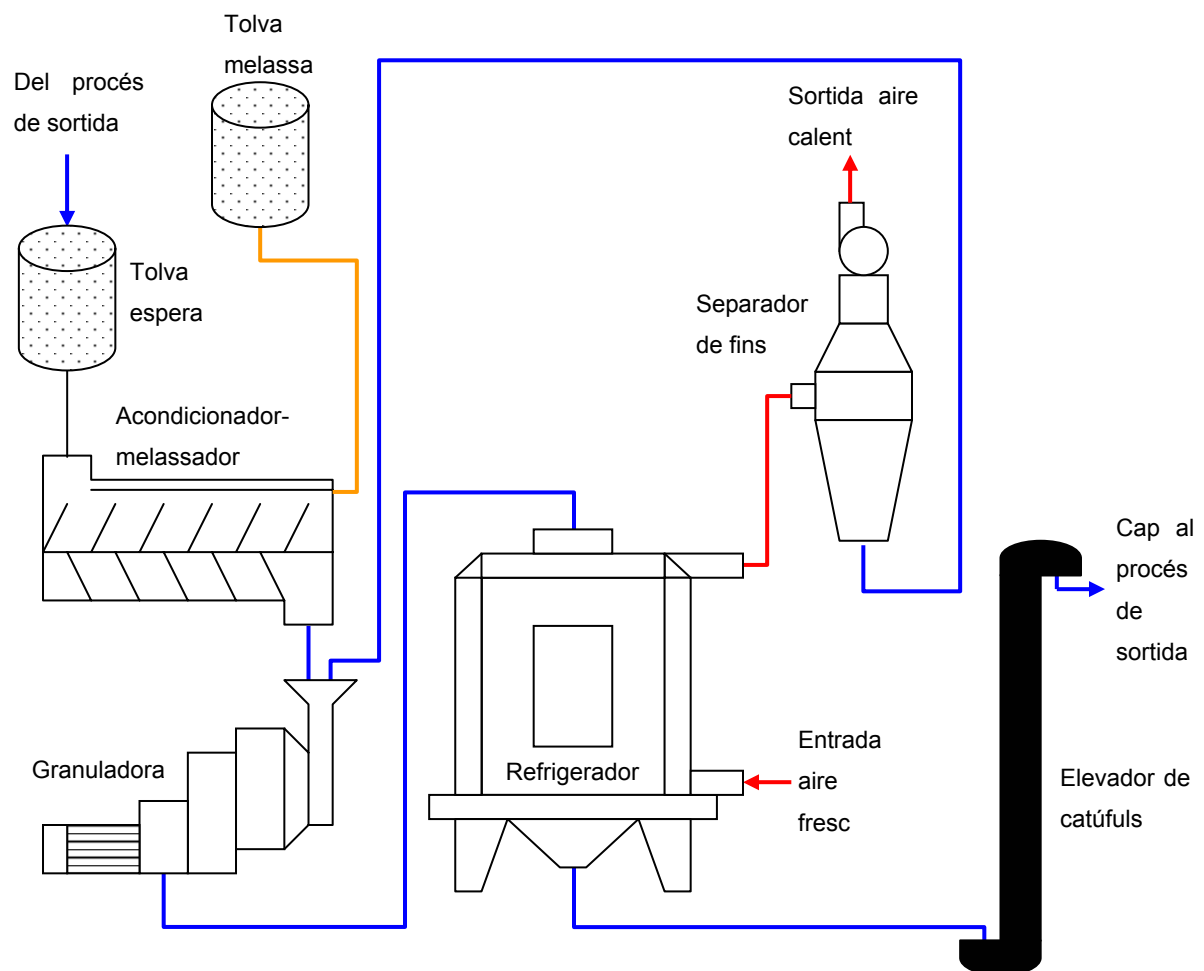 Tolva
melassa
Del procés
de sortida
Sortida aire
calent
Tolva
espera
Separador
de fins
Acondicionador-
melassador
Cap al
procés
de
sortida
Granuladora
Refrigerador
Entrada
aire
fresc
Elevador de
catúfuls